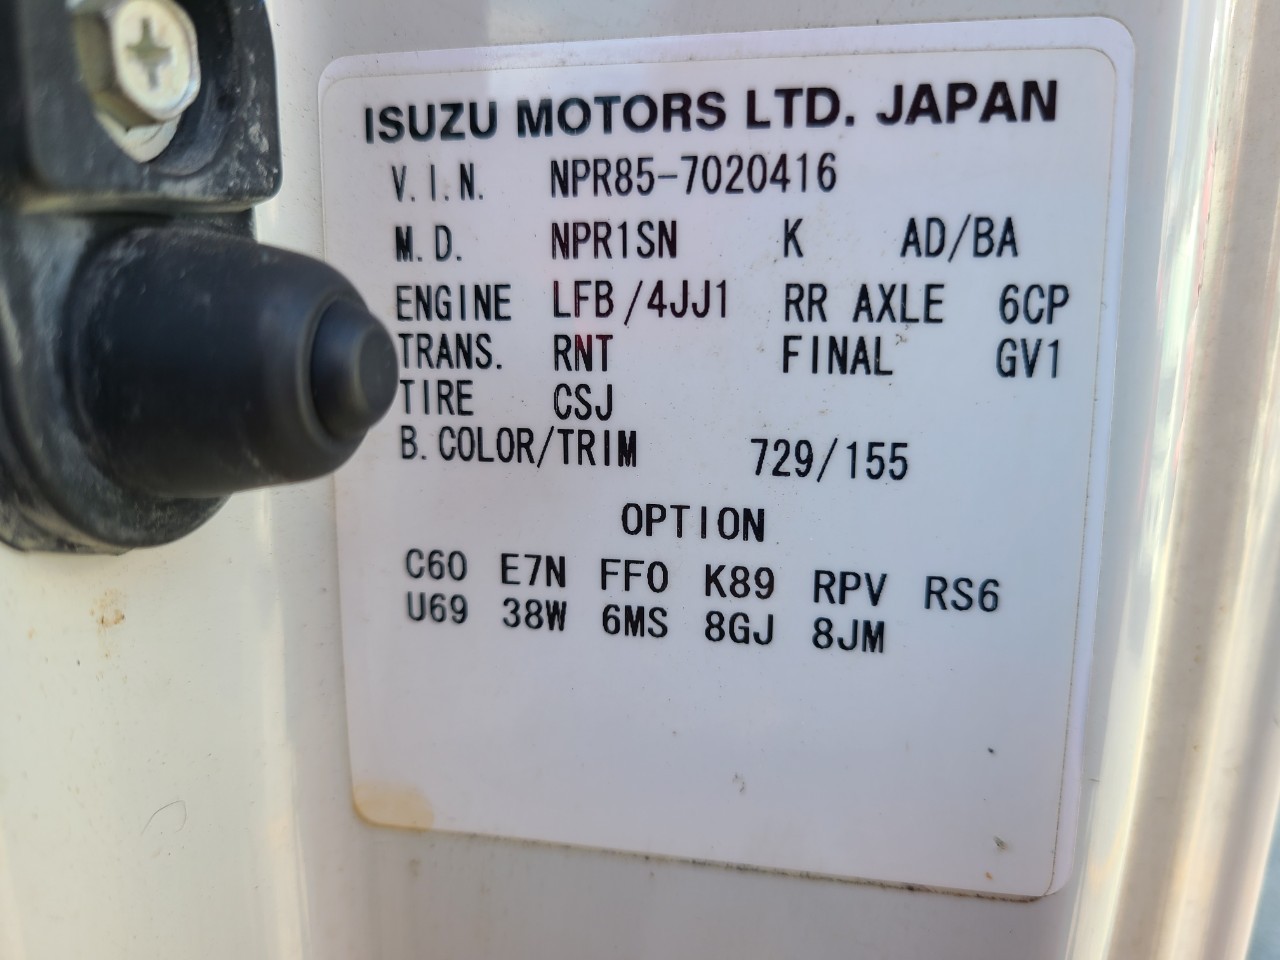 ISUZU MOTORS LTD. JAPAN
V.I.N. NPR85-7020416
M.D. NPR1SN K AD/BA
ENGINE LFB/4JJ1 RR AXLE 6CP
TRANS. RNT FINAL GV1
TIRE CSJ
B.COLOR/TRIM 729/155
OPTION
C60 E7N FF0 K89 RPV RS6
U69 38W 6MS 8GJ 8JM